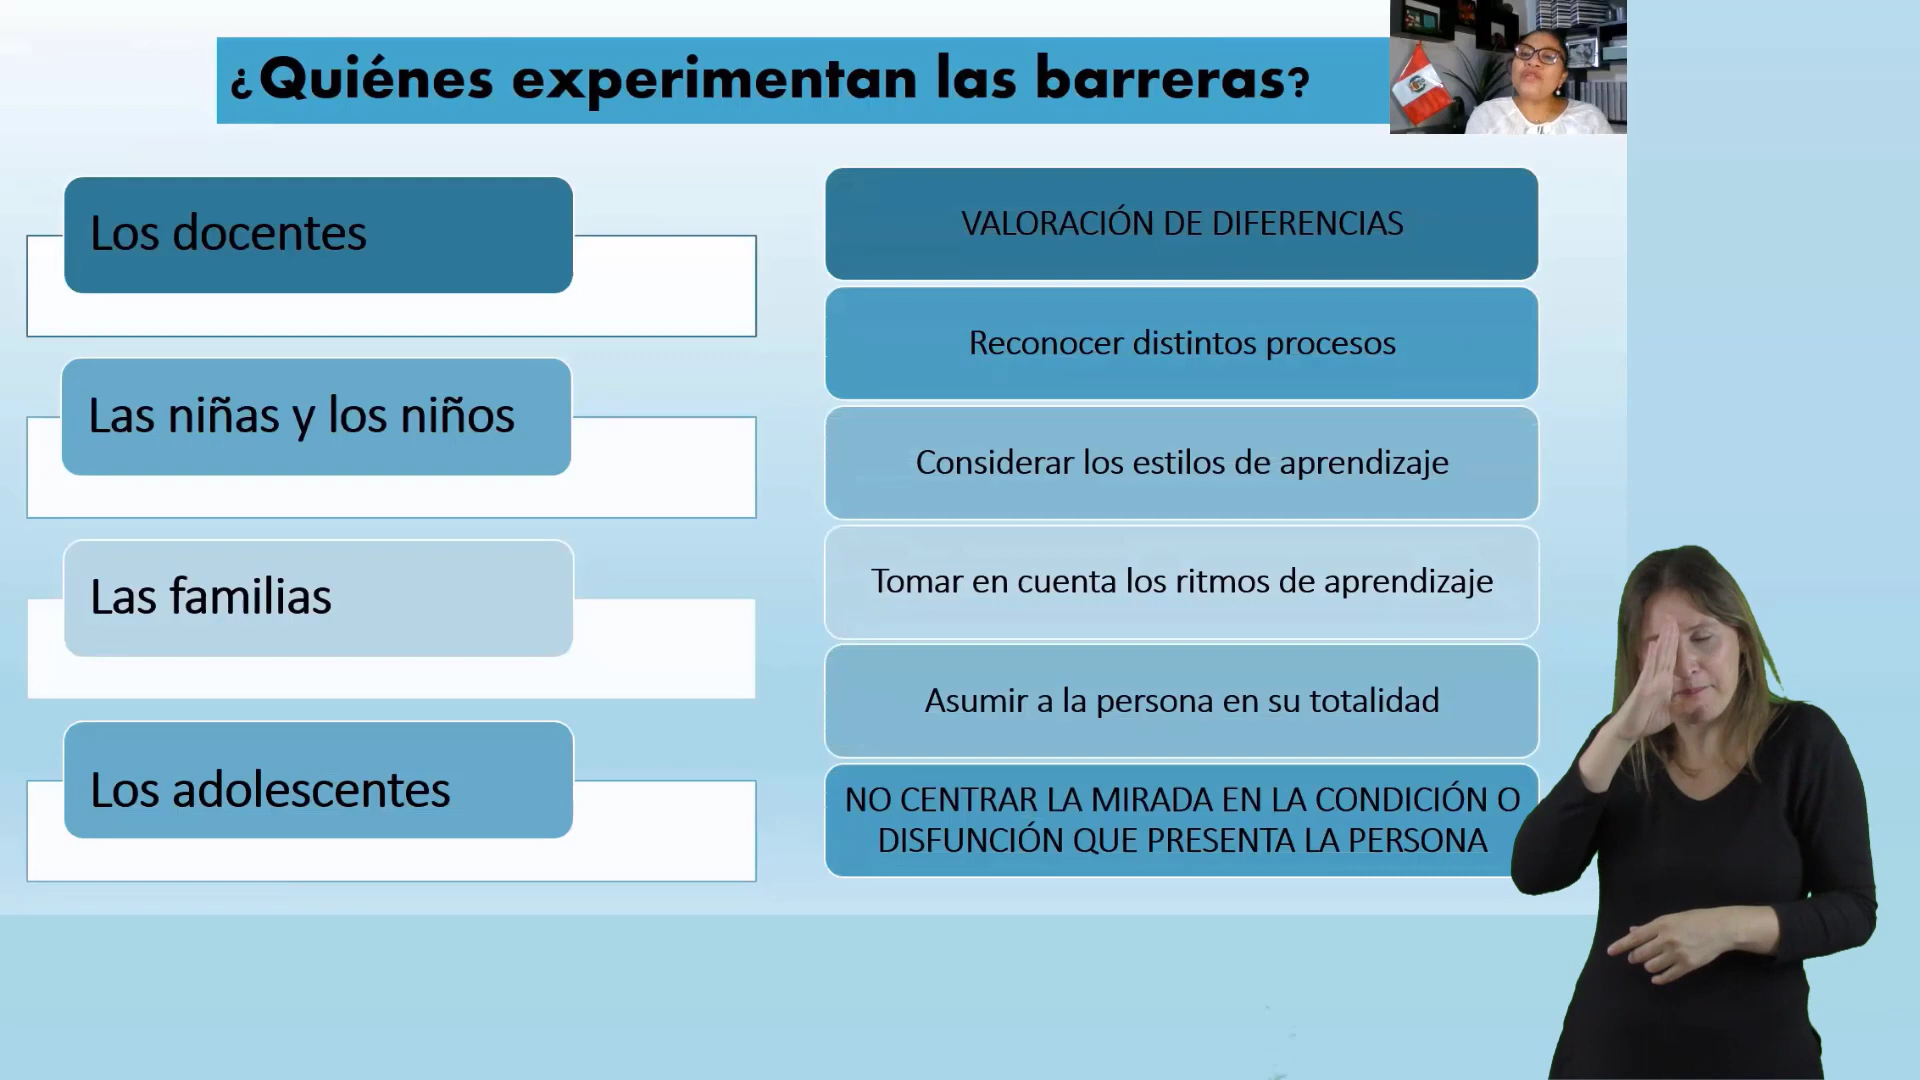 ¿Quiénes experimentan las barreras?
Los docentes
Las niñas y los niños
Las familias
Los adolescentes
VALORACIÓN DE DIFERENCIAS
Reconocer distintos procesos
Considerar los estilos de aprendizaje
Tomar en cuenta los ritmos de aprendizaje
Asumir a la persona en su totalidad
NO CENTRAR LA MIRADA EN LA CONDICIÓN O
DISFUNCIÓN QUE PRESENTA LA PERSONA